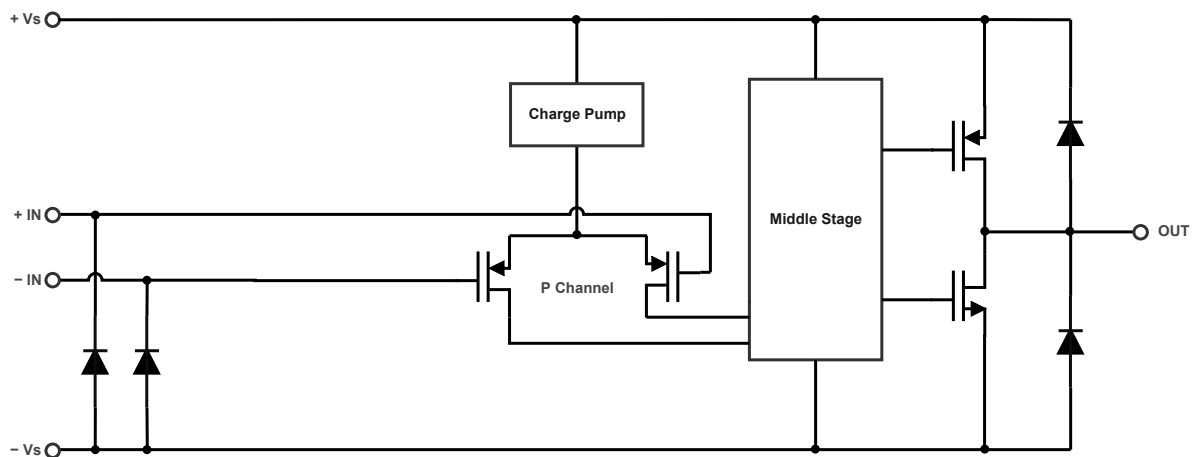 + Vs
Charge Pump
+ IN
Middle Stage
OUT
− IN
P Channel
− Vs